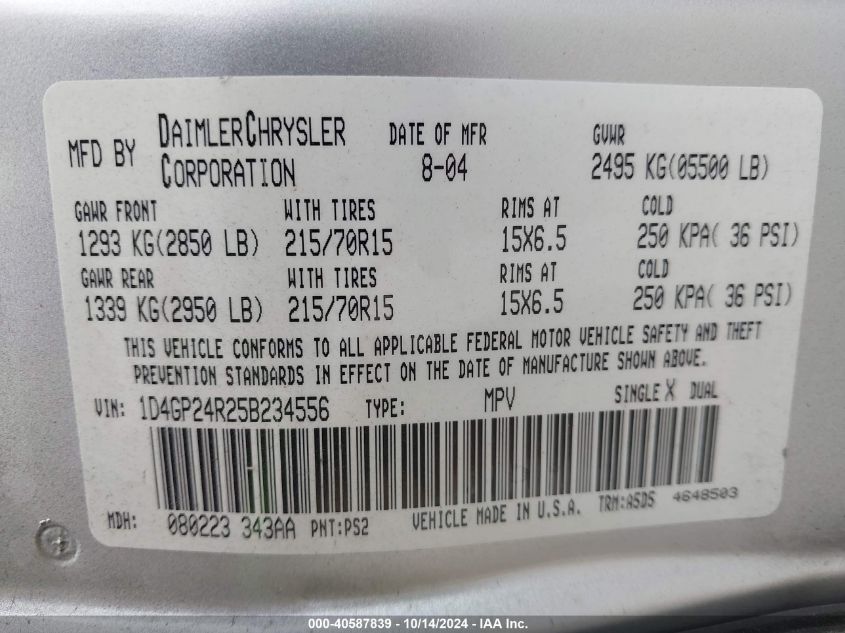 MFD BY DAIMLERCHRYSLER CORPORATION DATE OF MFR 8-04 GVWR 2495 KG(05500 LB)
GAWR FRONT WITH TIRES RIMS AT COLD
1293 KG(2850 LB) 215/70R15 15X6.5 250 KPA( 36 PSI)
GAWR REAR WITH TIRES RIMS AT COLD
1339 KG(2950 LB) 215/70R15 15X6.5 250 KPA( 36 PSI)
THIS VEHICLE CONFORMS TO ALL APPLICABLE FEDERAL MOTOR VEHICLE SAFETY AND THEFT
PREVENTION STANDARDS IN EFFECT ON THE DATE OF MANUFACTURE SHOWN ABOVE.
VIN: 1D4GP24R25B234556 TYPE: MPV SINGLE X DUAL
MDH: 080223 343AA PNT:PS2 VEHICLE MADE IN U.S.A. TRM:A5D5 4648503
000-40587839 - 10/14/2024 - IAA Inc.